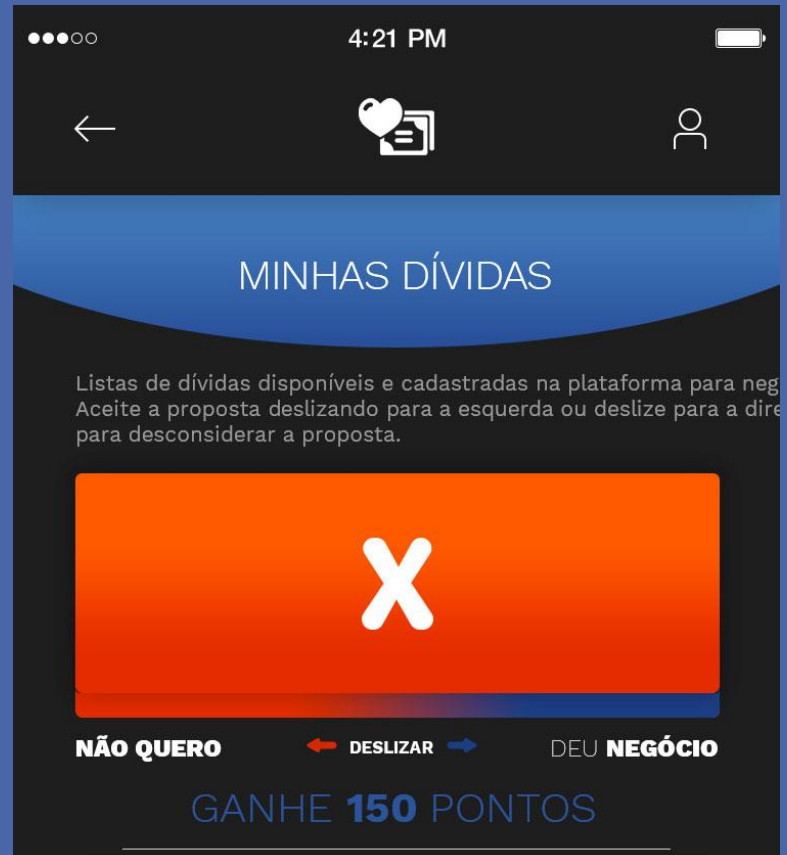 4:21 PM
MINHAS DÍVIDAS
Listas de dívidas disponíveis e cadastradas na plataforma para neg
Aceite a proposta deslizando para a esquerda ou deslize para a dire
para desconsiderar a proposta.
X
NÃO QUERO DESLIZAR DEU NEGÓCIO
GANHE 150 PONTOS